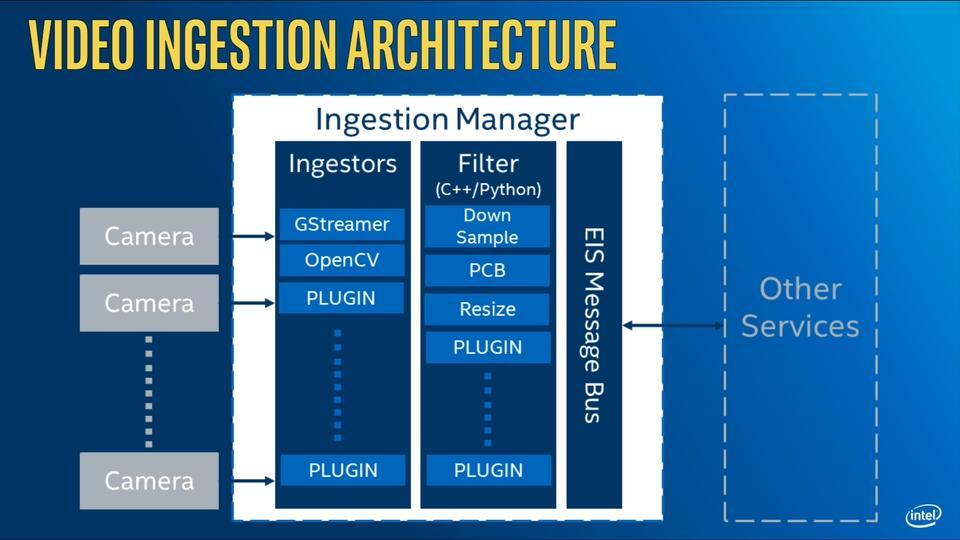 VIDEO INGESTION ARCHITECTURE
Ingestion Manager
Ingestors
Filter
(C++/Python)
GStreamer
OpenCV
PLUGIN
PLUGIN
Down
Sample
PCB
Resize
PLUGIN
PLUGIN
EIS Message Bus
Camera
Camera
Camera
Other
Services
intel